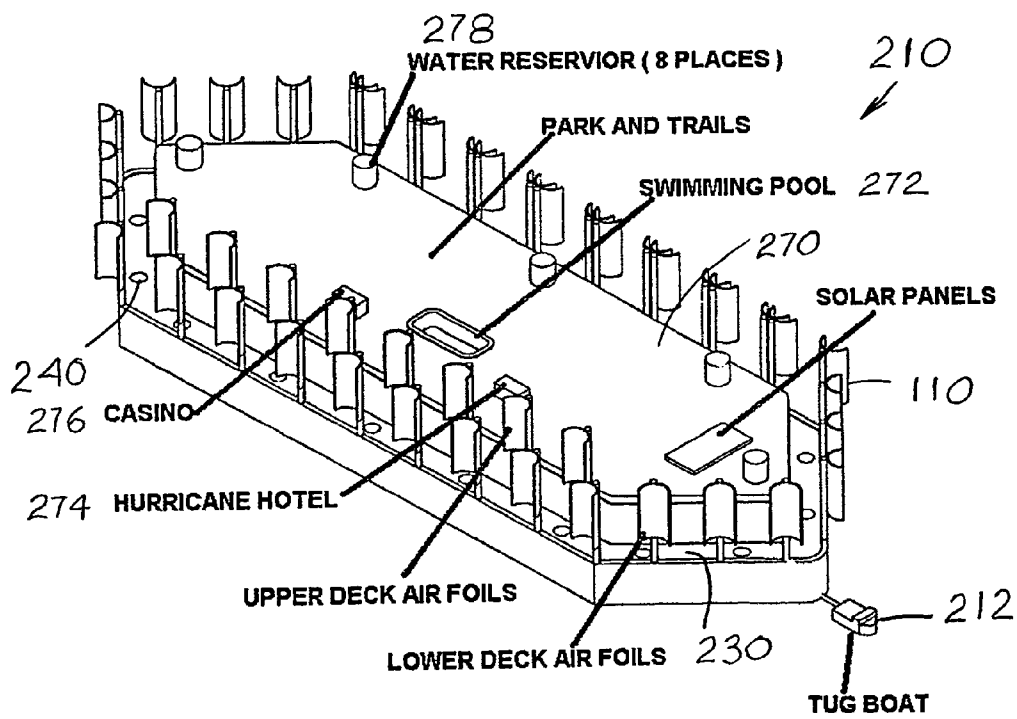 278
WATER RESERVIOR ( 8 PLACES )
210
PARK AND TRAILS
SWIMMING POOL 272
270
SOLAR PANELS
240
110
276 CASINO
274 HURRICANE HOTEL
UPPER DECK AIR FOILS
212
LOWER DECK AIR FOILS 230
TUG BOAT